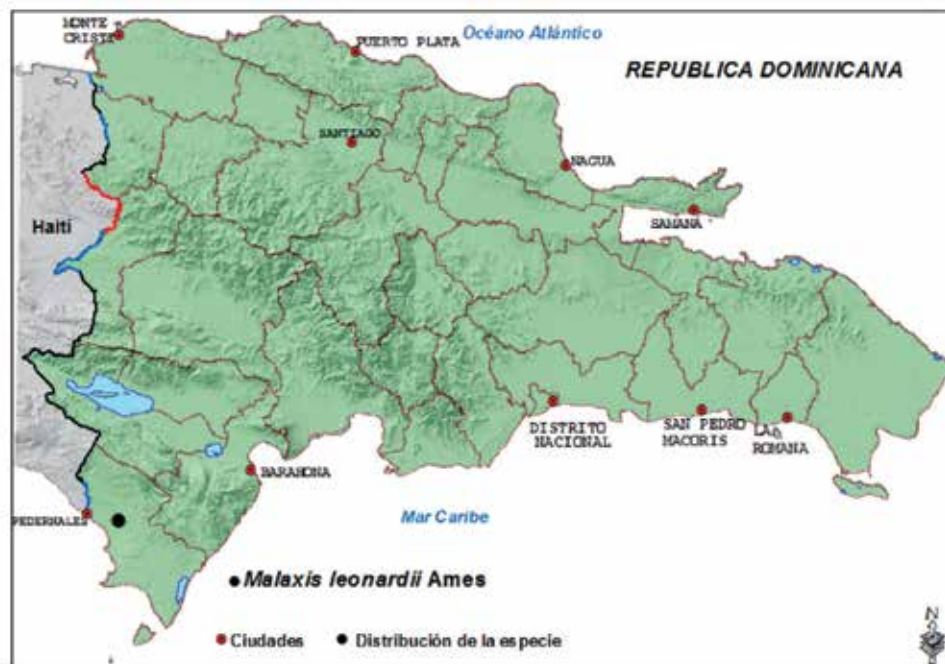 MONTE
CRISTI
PUERTO PLATA
Océano Atlántico
REPUBLICA DOMINICANA
SANTIAGO
NAGUA
Haití
SAMANA
DISTRITO
NACIONAL
SAN PEDRO
MACORIS
LA
ROMANA
BARAHONA
PEDERNALES
Mar Caribe
Malaxis leonardii Ames
Ciudades
Distribución de la especie
N